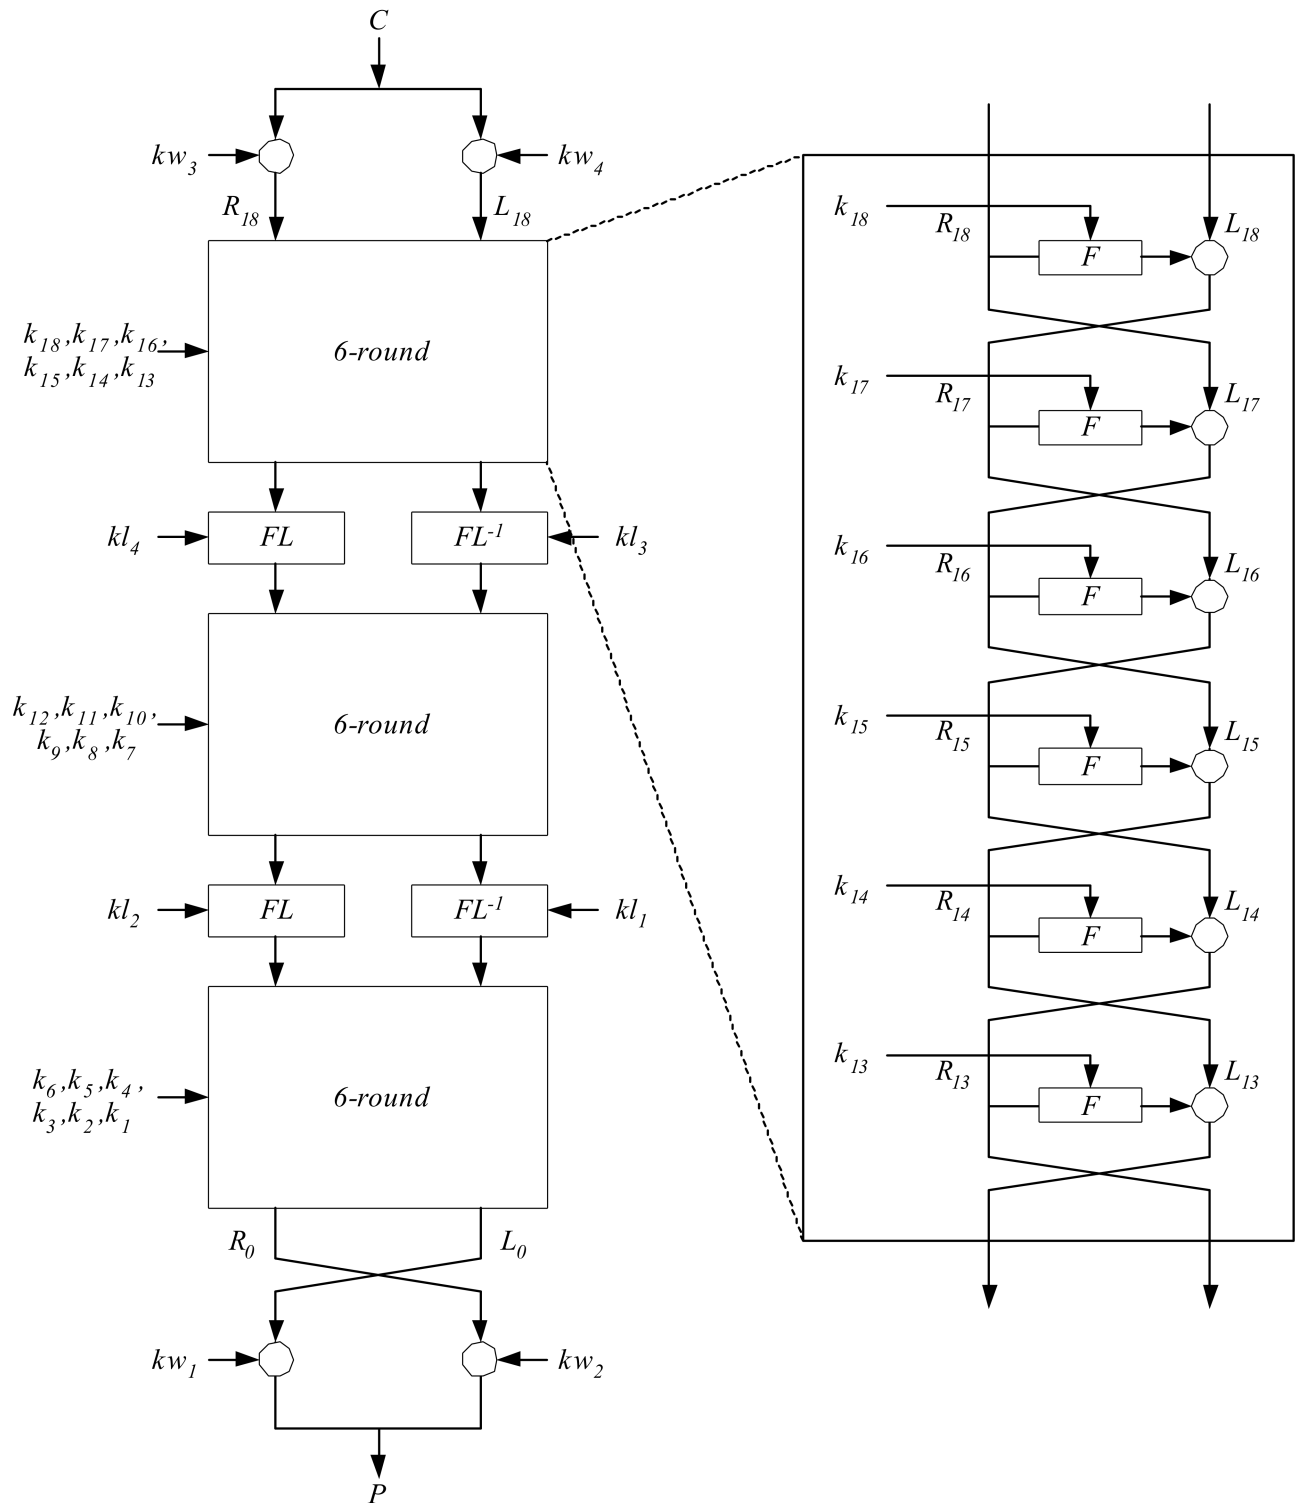 C
kw3
kw4
R18
L18
k18,k17,k16,
k15,k14,k13
6-round
kl4
FL
FL-1
kl3
k12,k11,k10,
k9,k8,k7
6-round
kl2
FL
FL-1
kl1
k6,k5,k4,
k3,k2,k1
6-round
R0
L0
kw1
kw2
P
k18
R18
F
L18
k17
R17
F
L17
k16
R16
F
L16
k15
R15
F
L15
k14
R14
F
L14
k13
R13
F
L13